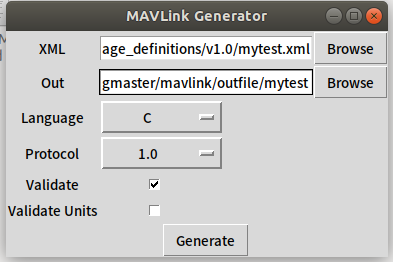 MAVLink Generator
XML age_definitions/v1.0/mytest.xml Browse
Out gmaster/mavlink/outfile/mytest Browse
Language C
Protocol 1.0
Validate
Validate Units
Generate